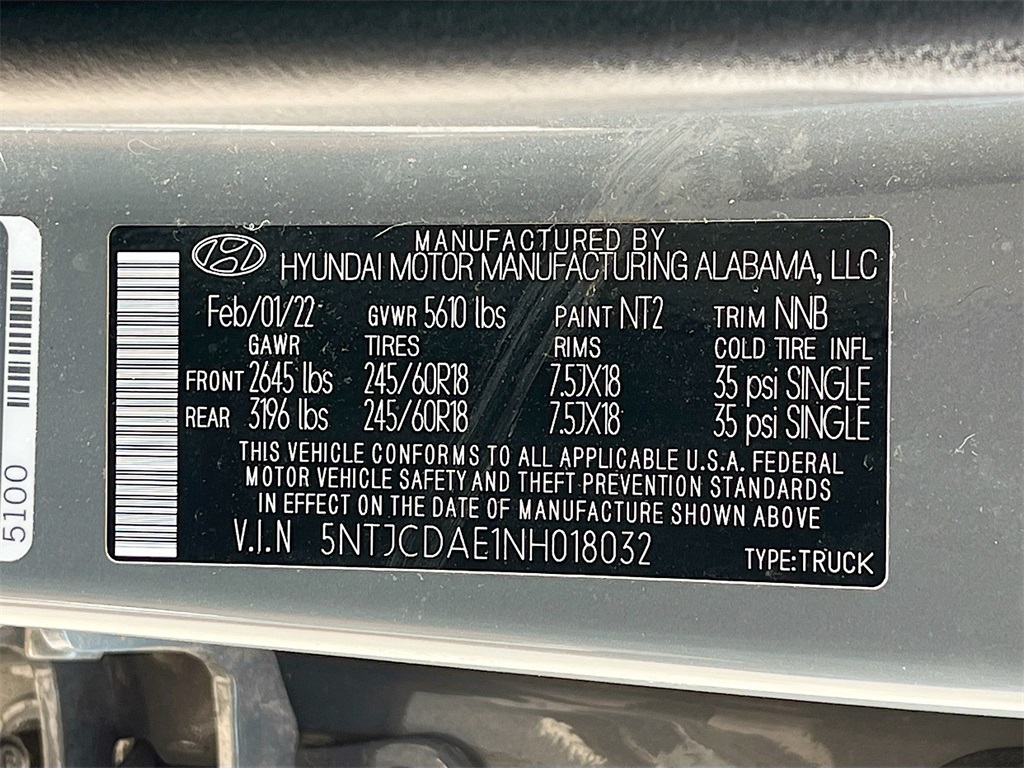 MANUFACTURED BY
HYUNDAI MOTOR MANUFACTURING ALABAMA, LLC
Feb/01/22 GVWR 5610 lbs PAINT NT2 TRIM NNB
GAWR TIRES RIMS COLD TIRE INFL
FRONT 2645 lbs 245/60R18 7.5JX18 35 psi SINGLE
REAR 3196 lbs 245/60R18 7.5JX18 35 psi SINGLE
THIS VEHICLE CONFORMS TO ALL APPLICABLE U.S.A. FEDERAL
MOTOR VEHICLE SAFETY AND THEFT PREVENTION STANDARDS
IN EFFECT ON THE DATE OF MANUFACTURE SHOWN ABOVE
V.I.N 5NTJCDAE1NH018032 TYPE:TRUCK
5100